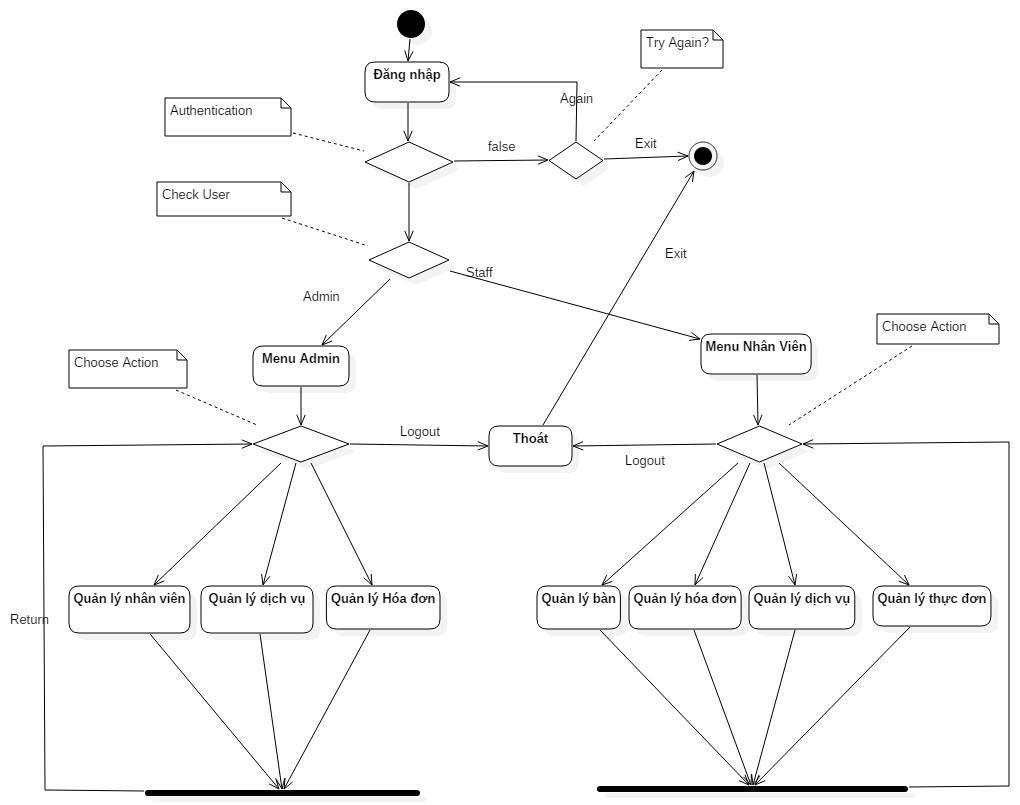 Try Again?
Đăng nhập
Again
Authentication
false
Exit
Check User
Exit
Staff
Admin
Choose Action
Menu Nhân Viên
Menu Admin
Choose Action
Logout
Thoát
Logout
Quản lý nhân viên
Quản lý dịch vụ
Quản lý Hóa đơn
Quản lý bàn
Quản lý hóa đơn
Quản lý dịch vụ
Quản lý thực đơn
Return